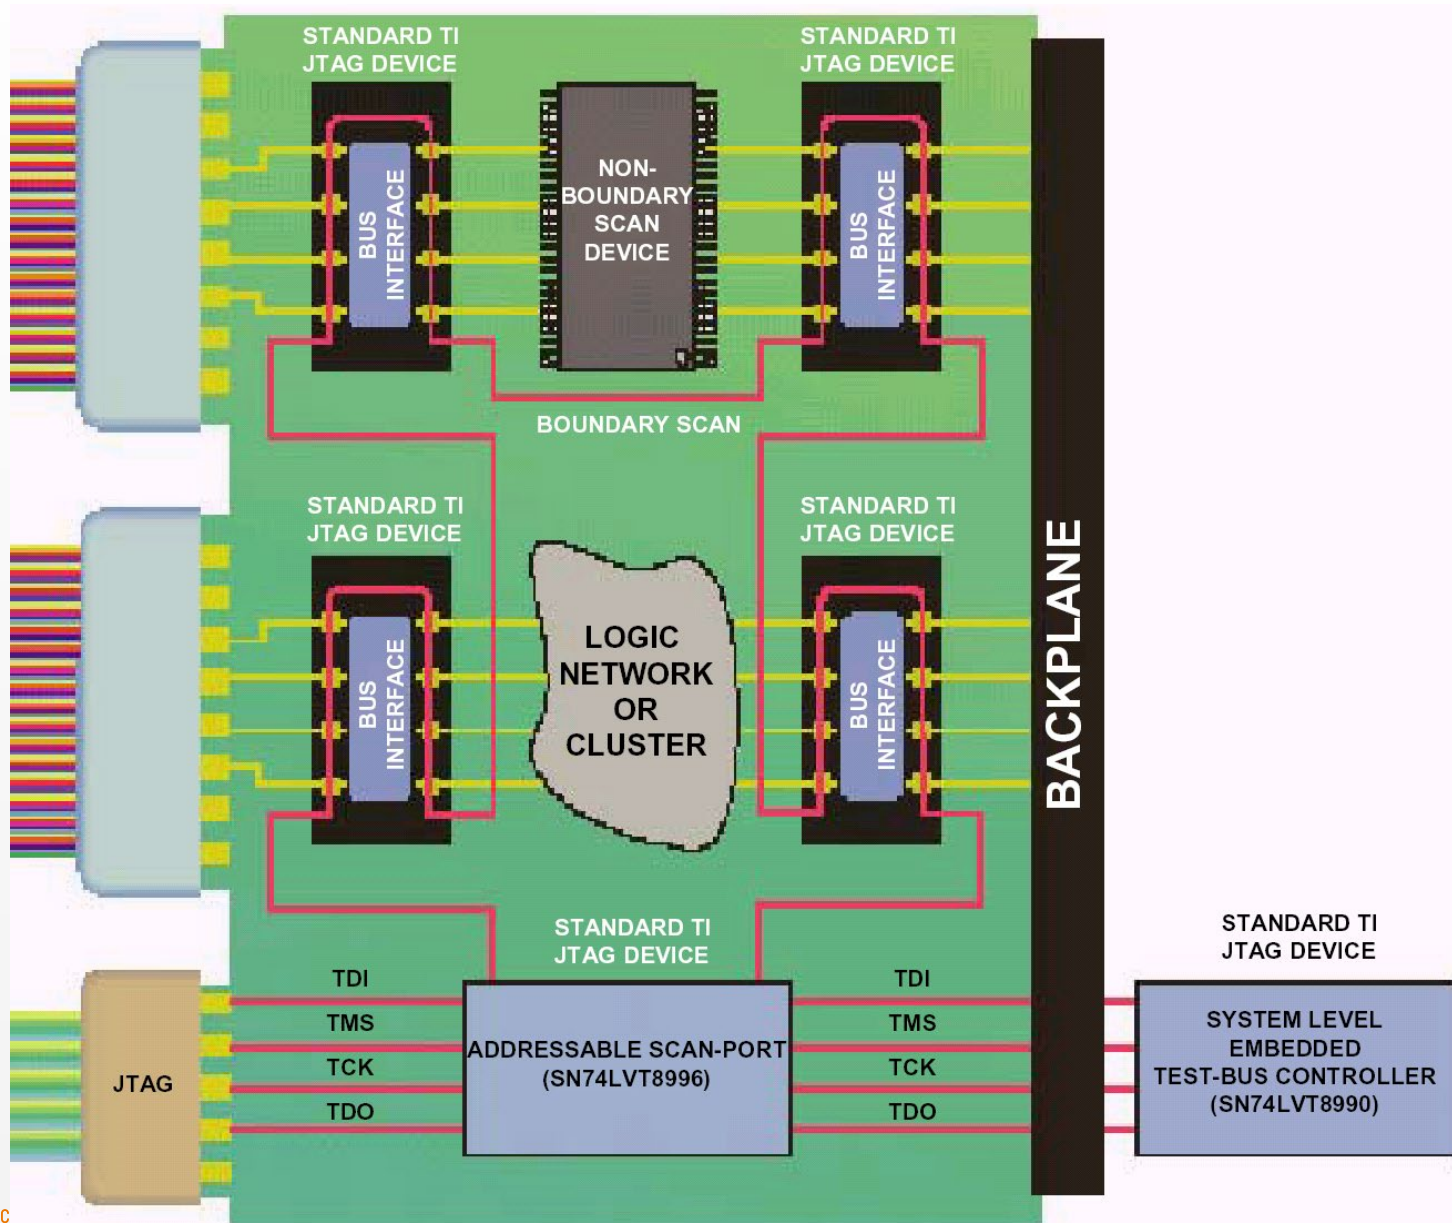 STANDARD TI
JTAG DEVICE
STANDARD TI
JTAG DEVICE
BUS
INTERFACE
NON-
BOUNDARY
SCAN
DEVICE
BUS
INTERFACE
BOUNDARY SCAN
STANDARD TI
JTAG DEVICE
STANDARD TI
JTAG DEVICE
BUS
INTERFACE
LOGIC
NETWORK
OR
CLUSTER
BUS
INTERFACE
BACKPLANE
STANDARD TI
JTAG DEVICE
STANDARD TI
JTAG DEVICE
JTAG
TDI
TMS
TCK
TDO
ADDRESSABLE SCAN-PORT
(SN74LVT8996)
TDI
TMS
TCK
TDO
SYSTEM LEVEL
EMBEDDED
TEST-BUS CONTROLLER
(SN74LVT8990)
c